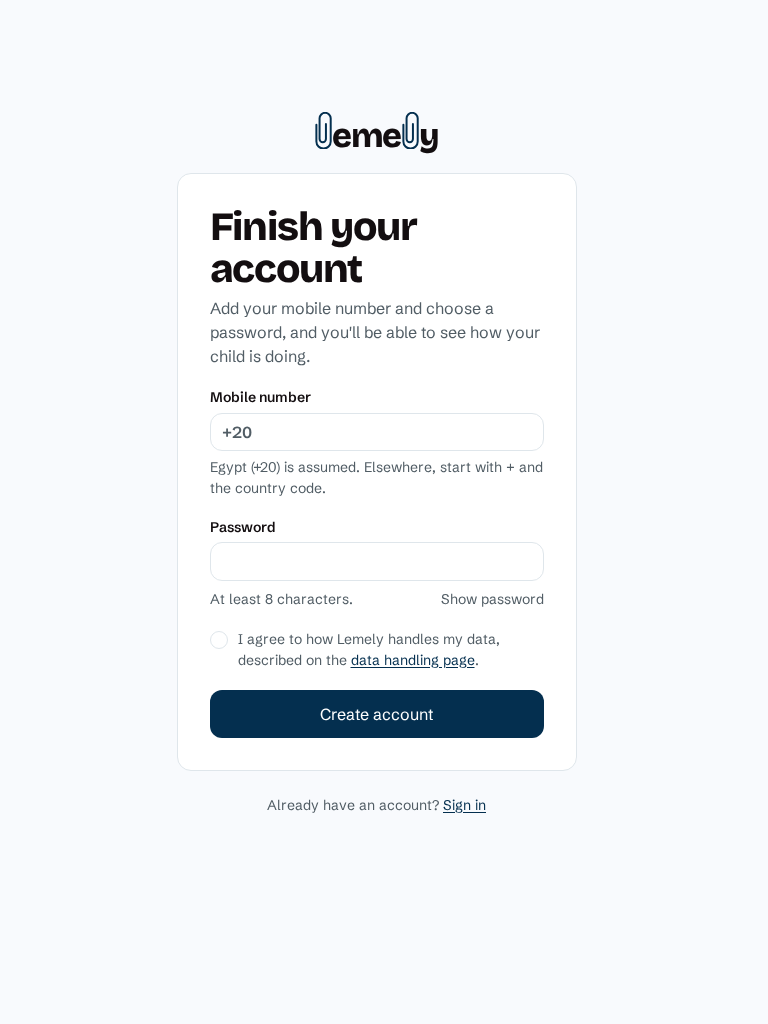 lemely
Finish your
account
Add your mobile number and choose a
password, and you'll be able to see how your
child is doing.
Mobile number
+20
Egypt (+20) is assumed. Elsewhere, start with + and
the country code.
Password
At least 8 characters.
Show password
I agree to how Lemely handles my data,
described on the data handling page.
Create account
Already have an account? Sign in